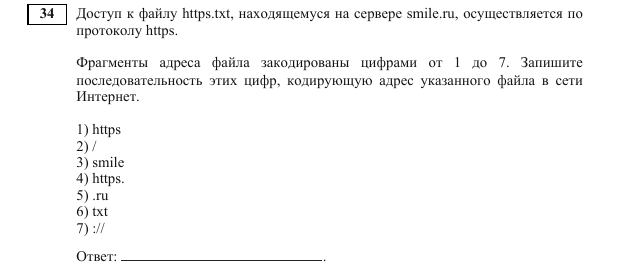 34 Доступ к файлу https.txt, находящемуся на сервере smile.ru, осуществляется по
протоколу https.
Фрагменты адреса файла закодированы цифрами от 1 до 7. Запишите
последовательность этих цифр, кодирующую адрес указанного файла в сети
Интернет.
1) https
2) /
3) smile
4) https.
5) .ru
6) txt
7) ://
Ответ: ________________________.